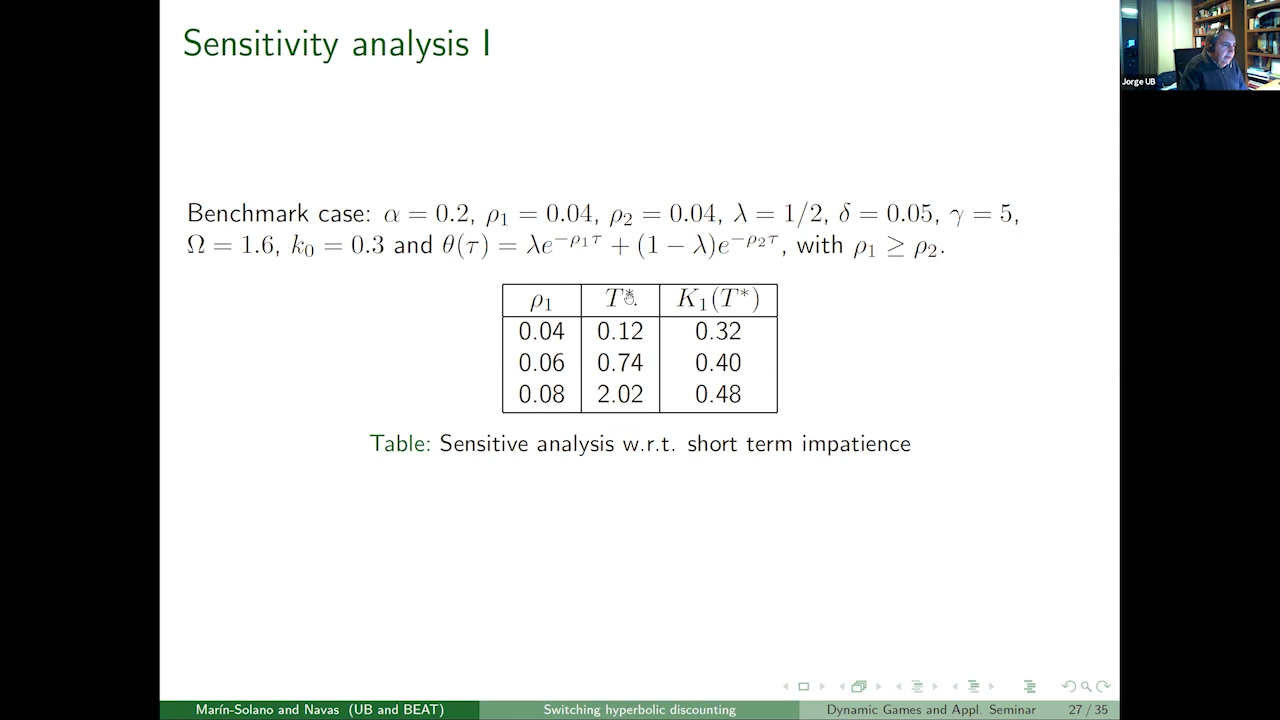 Sensitivity analysis I
Jorge UB
Benchmark case: α = 0.2, ρ₁ = 0.04, ρ₂ = 0.04, λ = 1/2, δ = 0.05, γ = 5,
Ω = 1.6, k₀ = 0.3 and θ(τ) = λe^{−ρ₁τ} + (1 − λ)e^{−ρ₂τ}, with ρ₁ ≥ ρ₂.
ρ₁ T* K₁(T*)
0.04 0.12 0.32
0.06 0.74 0.40
0.08 2.02 0.48
Table: Sensitive analysis w.r.t. short term impatience
Marín-Solano and Navas (UB and BEAT) Switching hyperbolic discounting Dynamic Games and Appl. Seminar 27 / 35